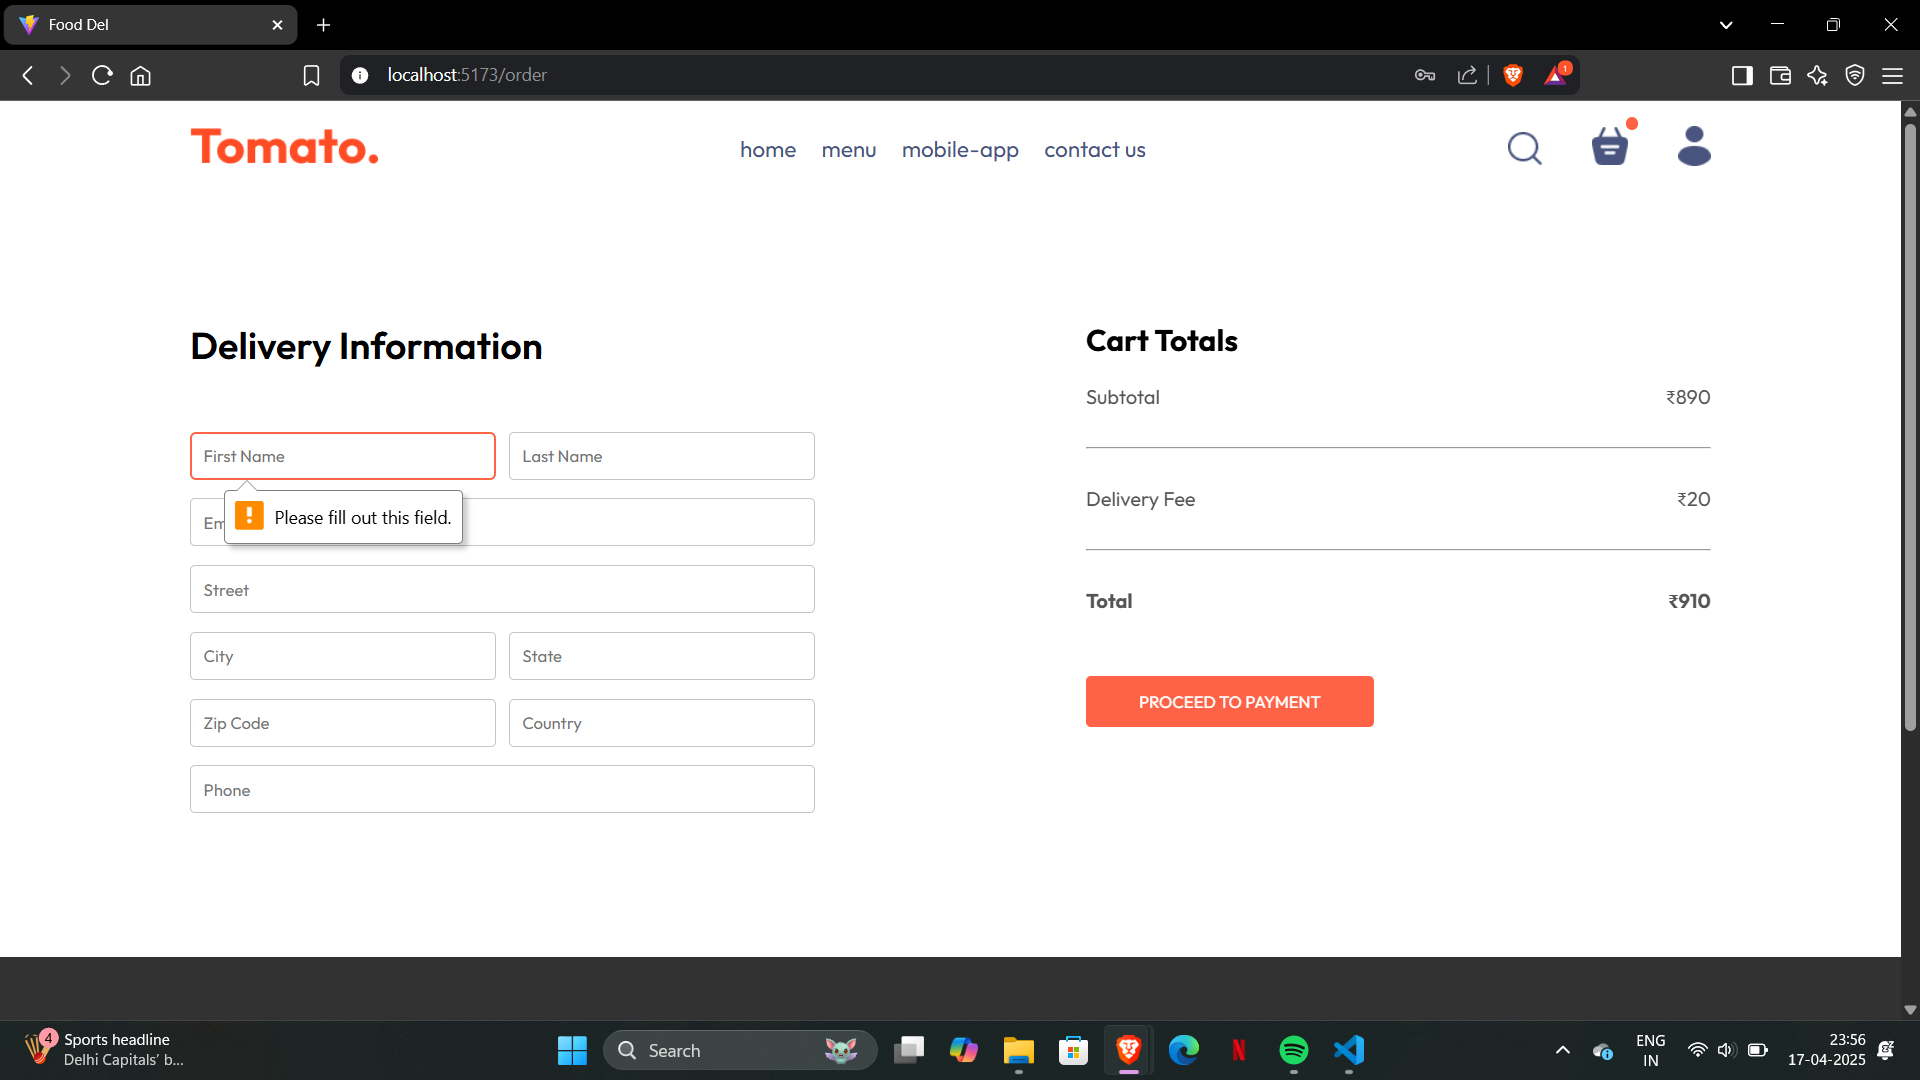 Food Del
localhost:5173/order
1
Tomato.
home menu mobile-app contact us
Delivery Information
First Name Last Name
Em
Please fill out this field.
Street
City State
Zip Code Country
Phone
Cart Totals
Subtotal ₹890
Delivery Fee ₹20
Total ₹910
PROCEED TO PAYMENT
4
Sports headline
Delhi Capitals' b...
Search
N
ENG
IN
23:56
17-04-2025